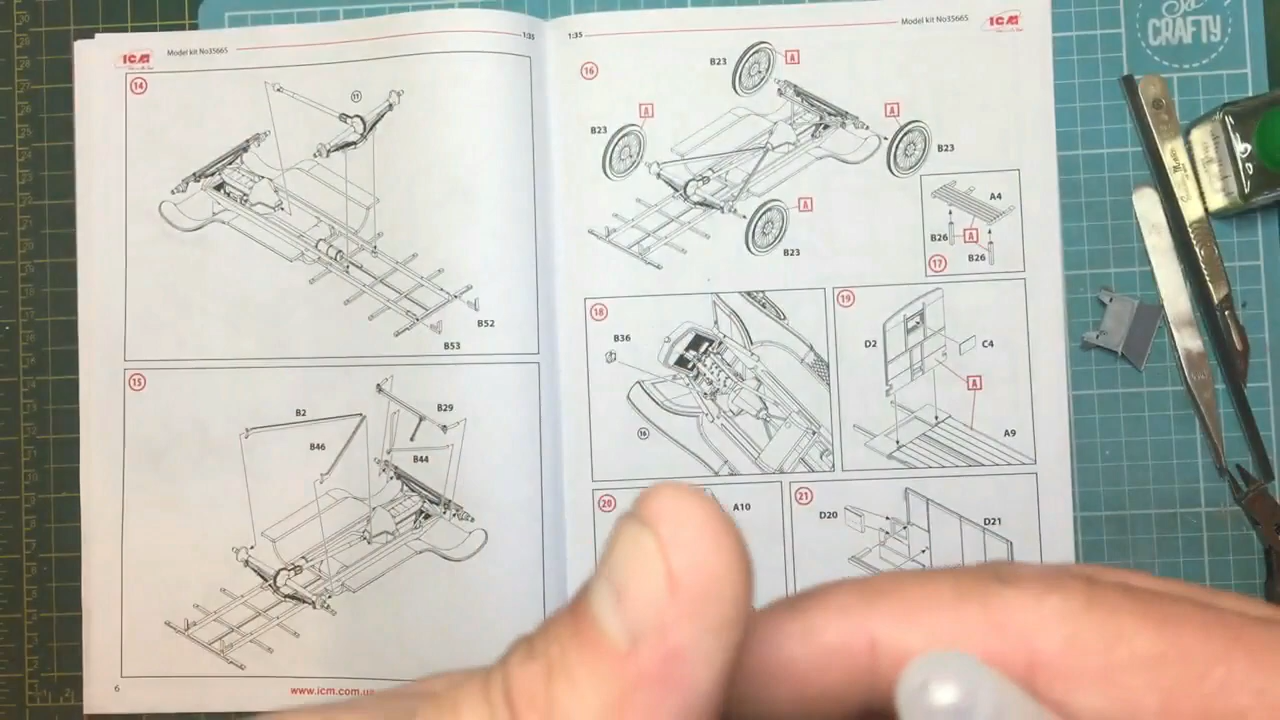 ICM
Model kit No35665
1:35
14
11
B52
B53
15
B2
B29
B46
B44
6
www.icm.com.ua
1:35
Model kit No35665
ICM
16
B23
A
B23
A
A
B23
A
B23
A4
B26
A
B26
17
18
B36
16
19
D2
C4
A
A9
20
A10
21
D20
D21
CRAFTY